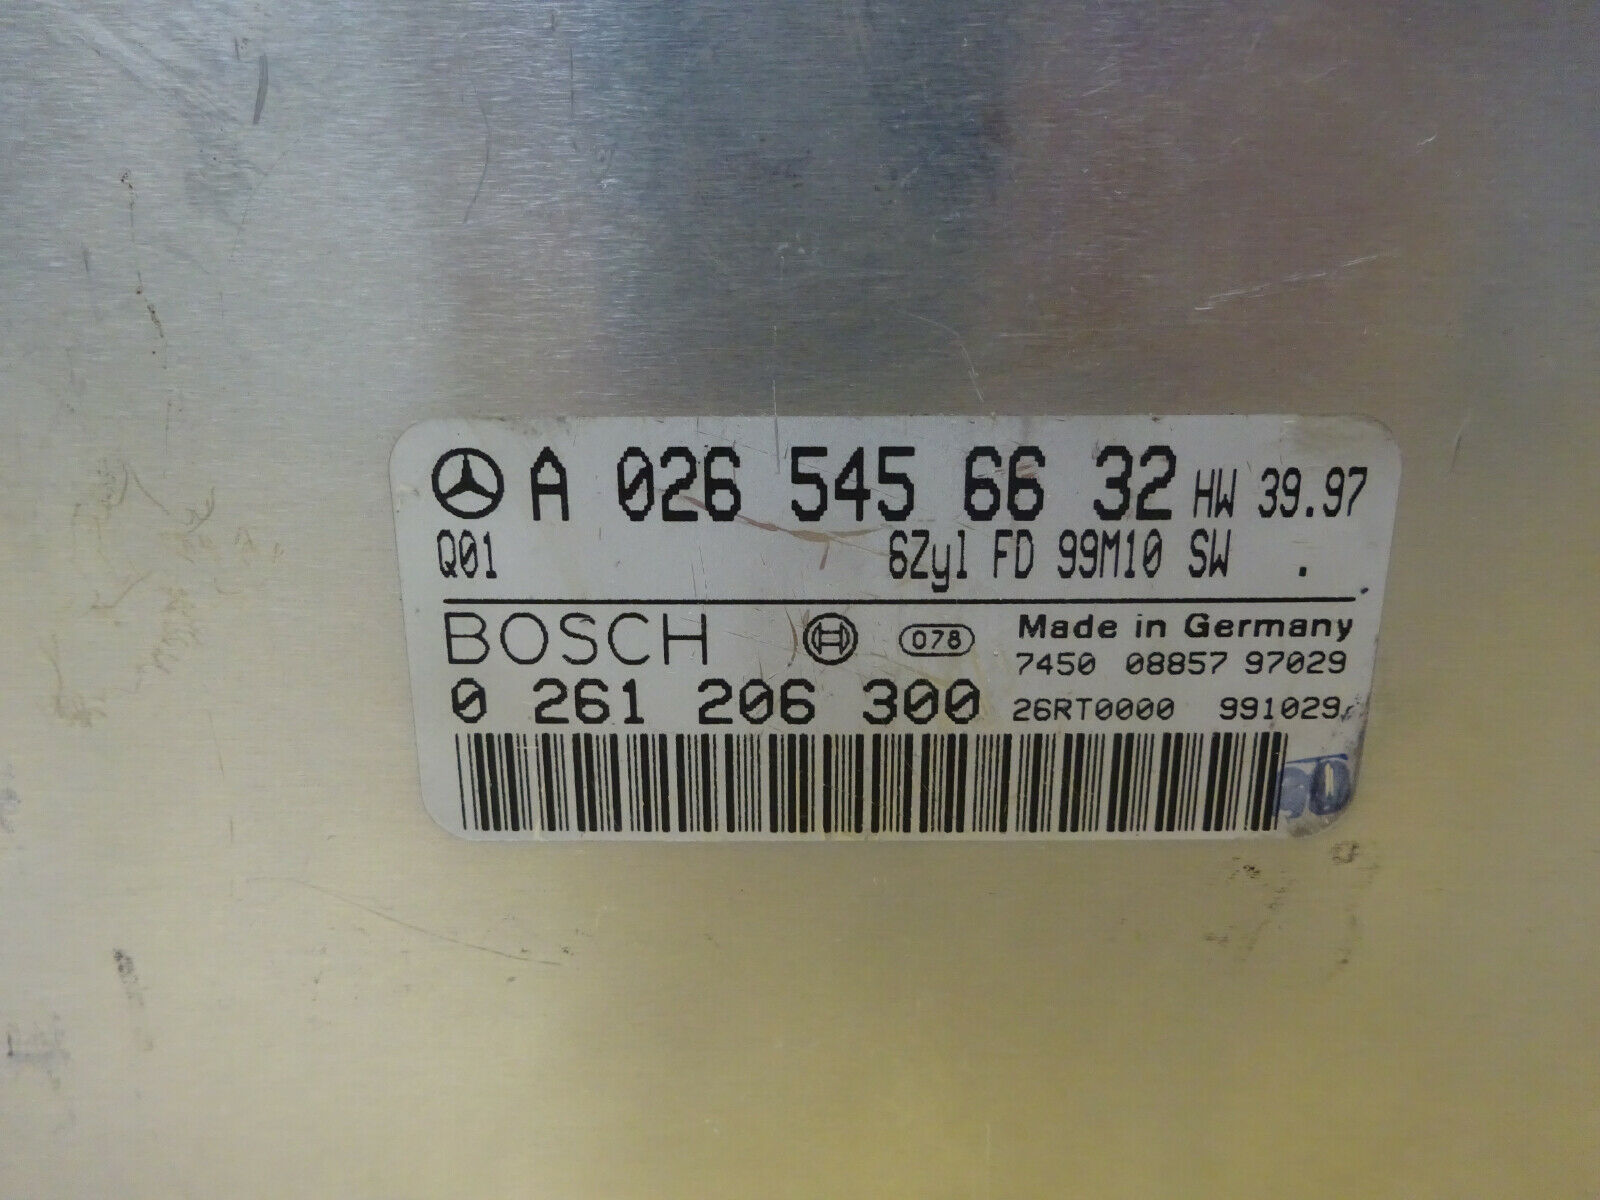 A 026 545 66 32 HW 39.97
Q01 6Zyl FD 99M10 SW .
BOSCH 078 Made in Germany
7450 08857 97029
0 261 206 300 26RT0000 991029